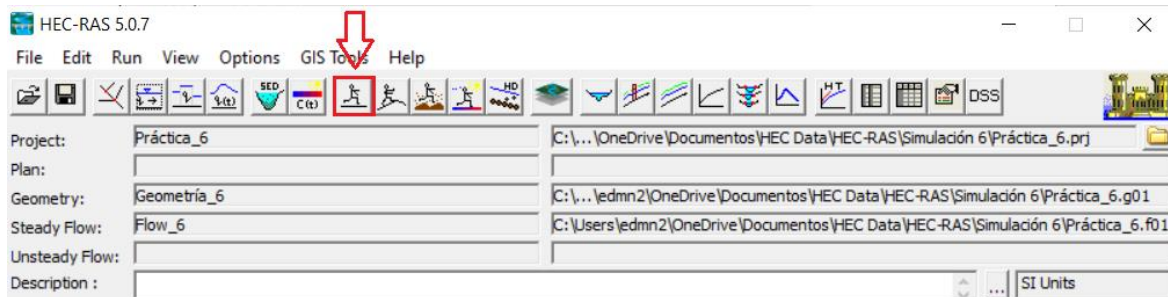 HEC-RAS 5.0.7
File Edit Run View Options GIS Tools Help
SED C(t) HD HT DSS
Project: Práctica_6 C:\...\OneDrive\Documentos\HEC Data\HEC-RAS\Simulación 6\Práctica_6.prj
Plan:
Geometry: Geometría_6 C:\...\edmn2\OneDrive\Documentos\HEC Data\HEC-RAS\Simulación 6\Práctica_6.g01
Steady Flow: Flow_6 C:\Users\edmn2\OneDrive\Documentos\HEC Data\HEC-RAS\Simulación 6\Práctica_6.f01
Unsteady Flow:
Description : ... SI Units